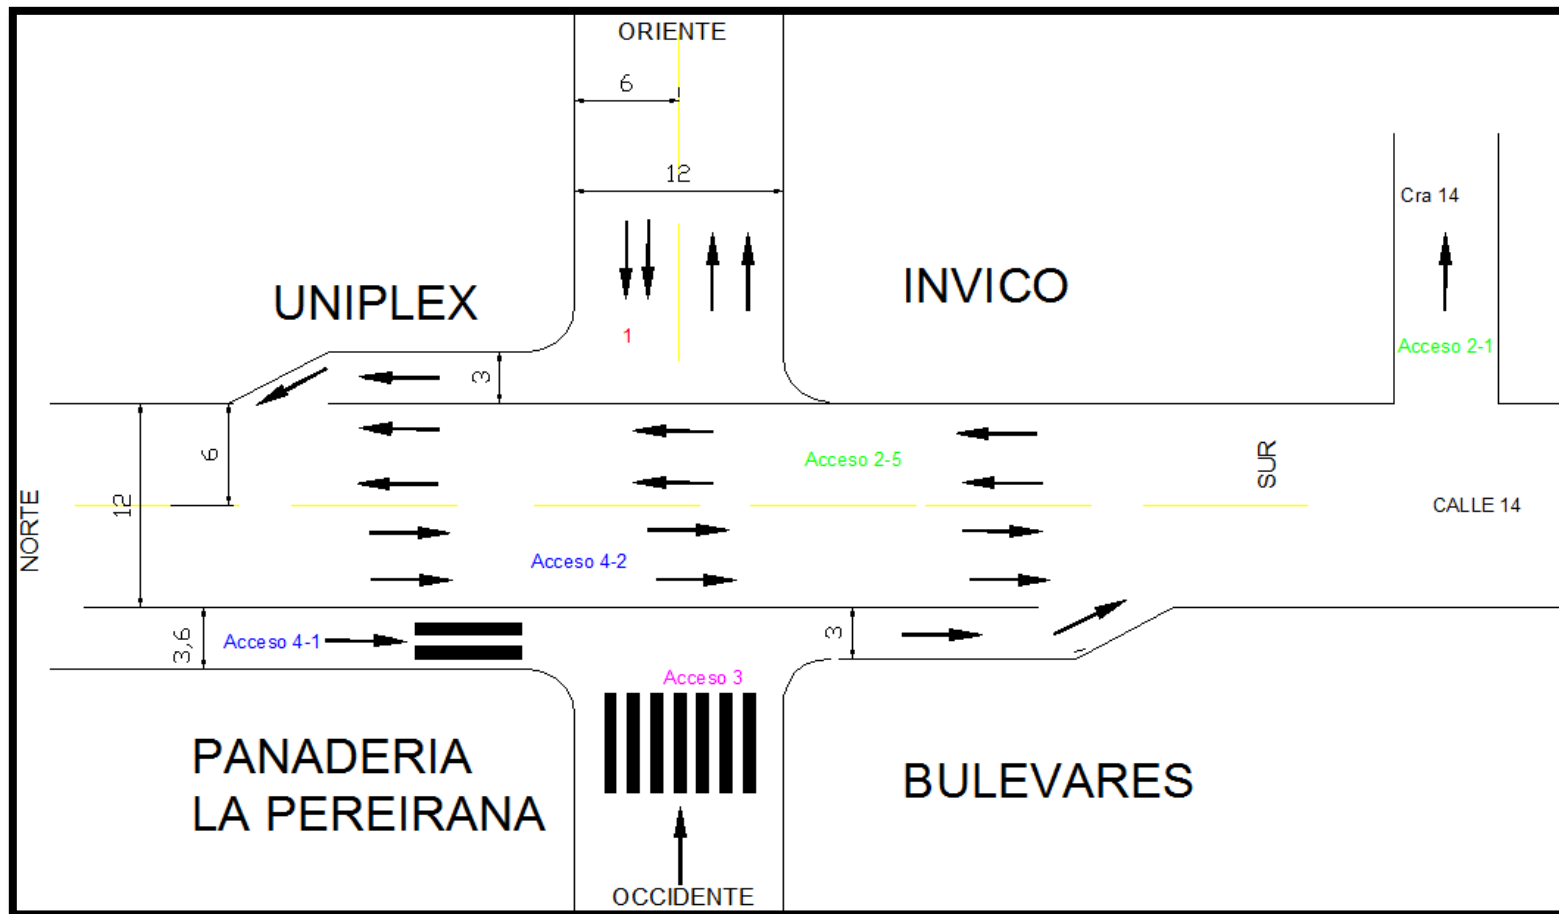 ORIENTE
6
12
Cra 14
UNIPLEX
INVICO
1
Acceso 2-1
3
6
Acceso 2-5
SUR
NORTE
12
CALLE 14
Acceso 4-2
3,6
Acceso 4-1
3
Acceso 3
PANADERIA
LA PEREIRANA
BULEVARES
OCCIDENTE